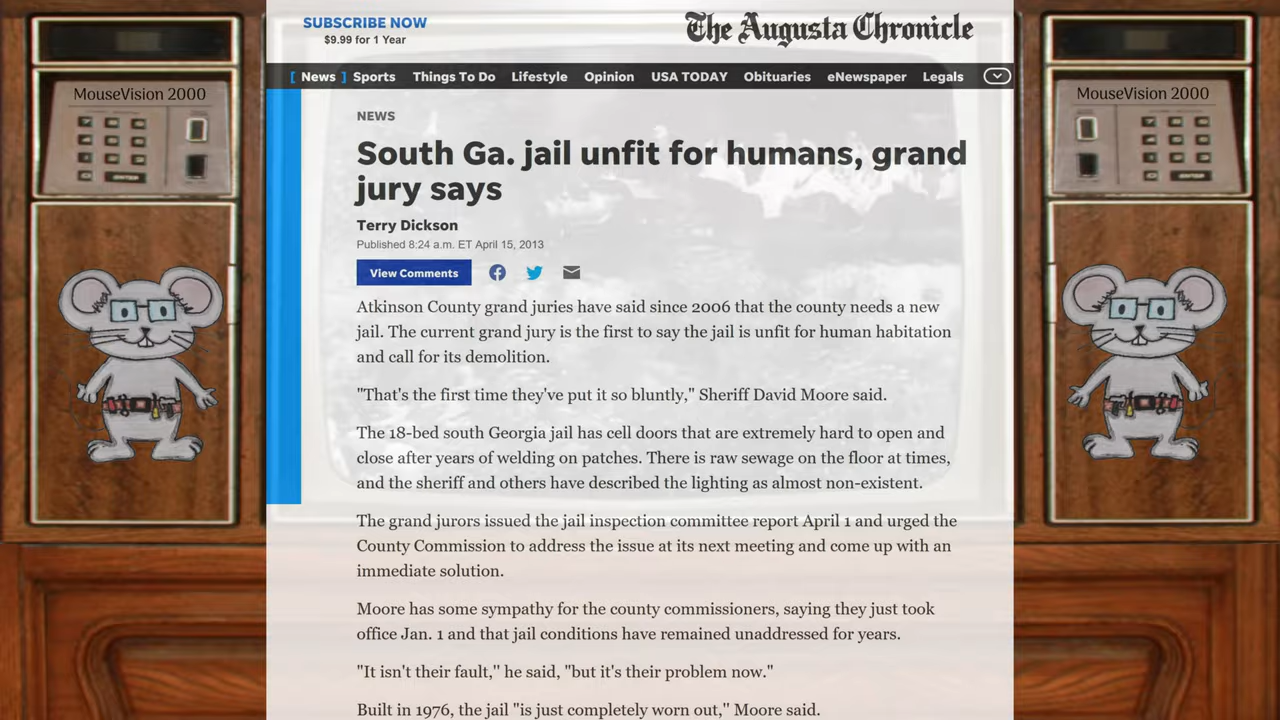 SUBSCRIBE NOW
$9.99 for 1 Year
The Augusta Chronicle
[ News ] Sports Things To Do Lifestyle Opinion USA TODAY Obituaries eNewspaper Legals
MouseVision 2000
MouseVision 2000
NEWS
South Ga. jail unfit for humans, grand
jury says
Terry Dickson
Published 8:24 a.m. ET April 15, 2013
View Comments
Atkinson County grand juries have said since 2006 that the county needs a new
jail. The current grand jury is the first to say the jail is unfit for human habitation
and call for its demolition.
"That's the first time they've put it so bluntly," Sheriff David Moore said.
The 18-bed south Georgia jail has cell doors that are extremely hard to open and
close after years of welding on patches. There is raw sewage on the floor at times,
and the sheriff and others have described the lighting as almost non-existent.
The grand jurors issued the jail inspection committee report April 1 and urged the
County Commission to address the issue at its next meeting and come up with an
immediate solution.
Moore has some sympathy for the county commissioners, saying they just took
office Jan. 1 and that jail conditions have remained unaddressed for years.
"It isn't their fault," he said, "but it's their problem now."
Built in 1976, the jail "is just completely worn out," Moore said.